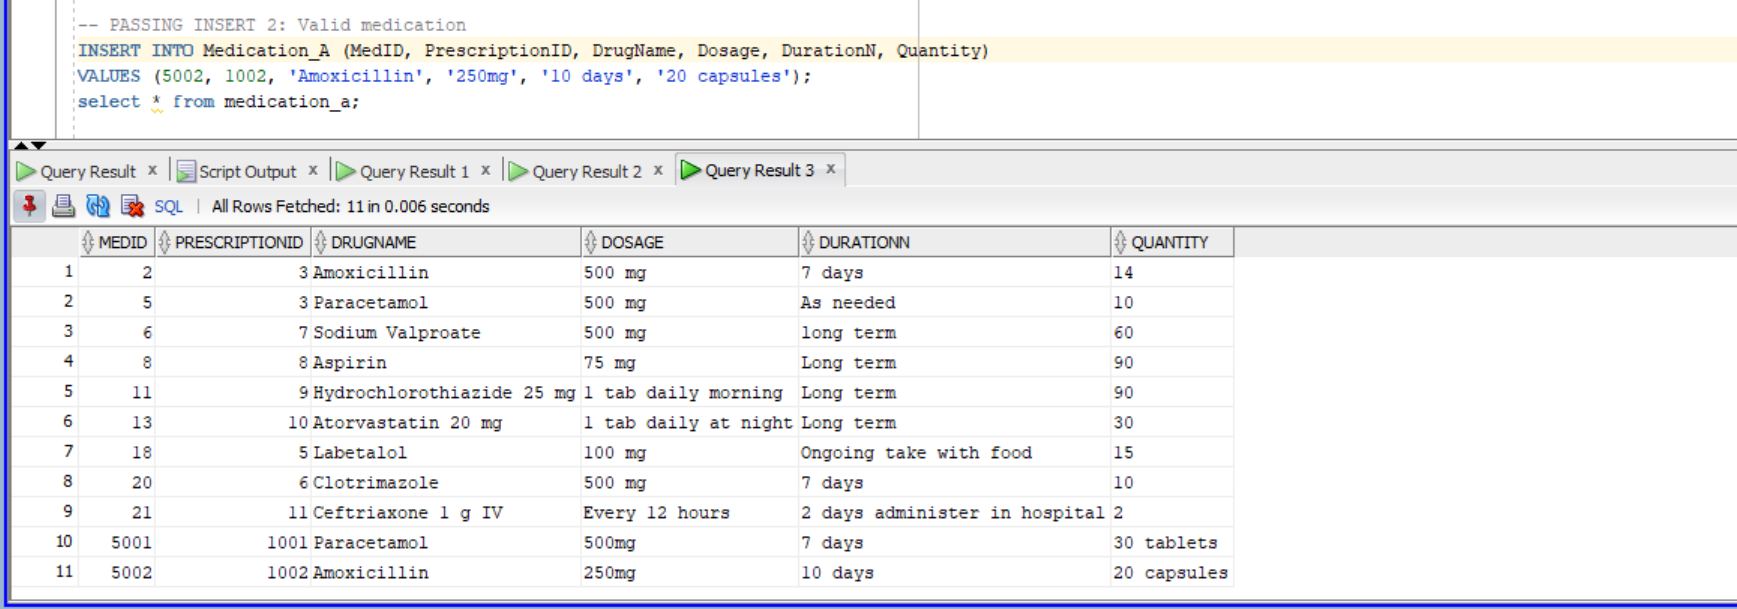 -- PASSING INSERT 2: Valid medication
INSERT INTO Medication_A (MedID, PrescriptionID, DrugName, Dosage, DurationN, Quantity)
VALUES (5002, 1002, 'Amoxicillin', '250mg', '10 days', '20 capsules');
select * from medication_a;
Query Result x Script Output x Query Result 1 x Query Result 2 x Query Result 3 x
SQL | All Rows Fetched: 11 in 0.006 seconds
MEDID PRESCRIPTIONID DRUGNAME DOSAGE DURATIONN QUANTITY
1 2 3 Amoxicillin 500 mg 7 days 14
2 5 3 Paracetamol 500 mg As needed 10
3 6 7 Sodium Valproate 500 mg long term 60
4 8 8 Aspirin 75 mg Long term 90
5 11 9 Hydrochlorothiazide 25 mg 1 tab daily morning Long term 90
6 13 10 Atorvastatin 20 mg 1 tab daily at night Long term 30
7 18 5 Labetalol 100 mg Ongoing take with food 15
8 20 6 Clotrimazole 500 mg 7 days 10
9 21 11 Ceftriaxone 1 g IV Every 12 hours 2 days administer in hospital 2
10 5001 1001 Paracetamol 500mg 7 days 30 tablets
11 5002 1002 Amoxicillin 250mg 10 days 20 capsules